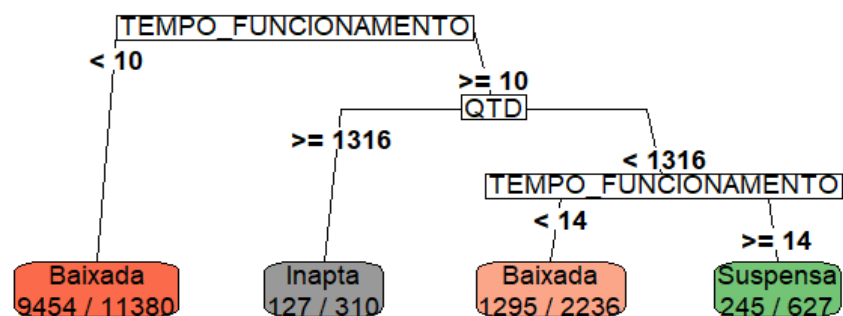 TEMPO_FUNCIONAMENTO
< 10
>= 10
QTD
>= 1316
< 1316
TEMPO_FUNCIONAMENTO
< 14
>= 14
Baixada
9454 / 11380
Inapta
127 / 310
Baixada
1295 / 2236
Suspensa
245 / 627